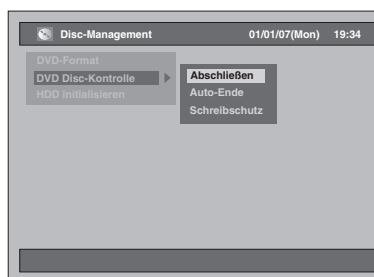 Disc-Management 01/01/07(Mon) 19:34
DVD-Format
DVD Disc-Kontrolle
HDD initialisieren
Abschließen
Auto-Ende
Schreibschutz